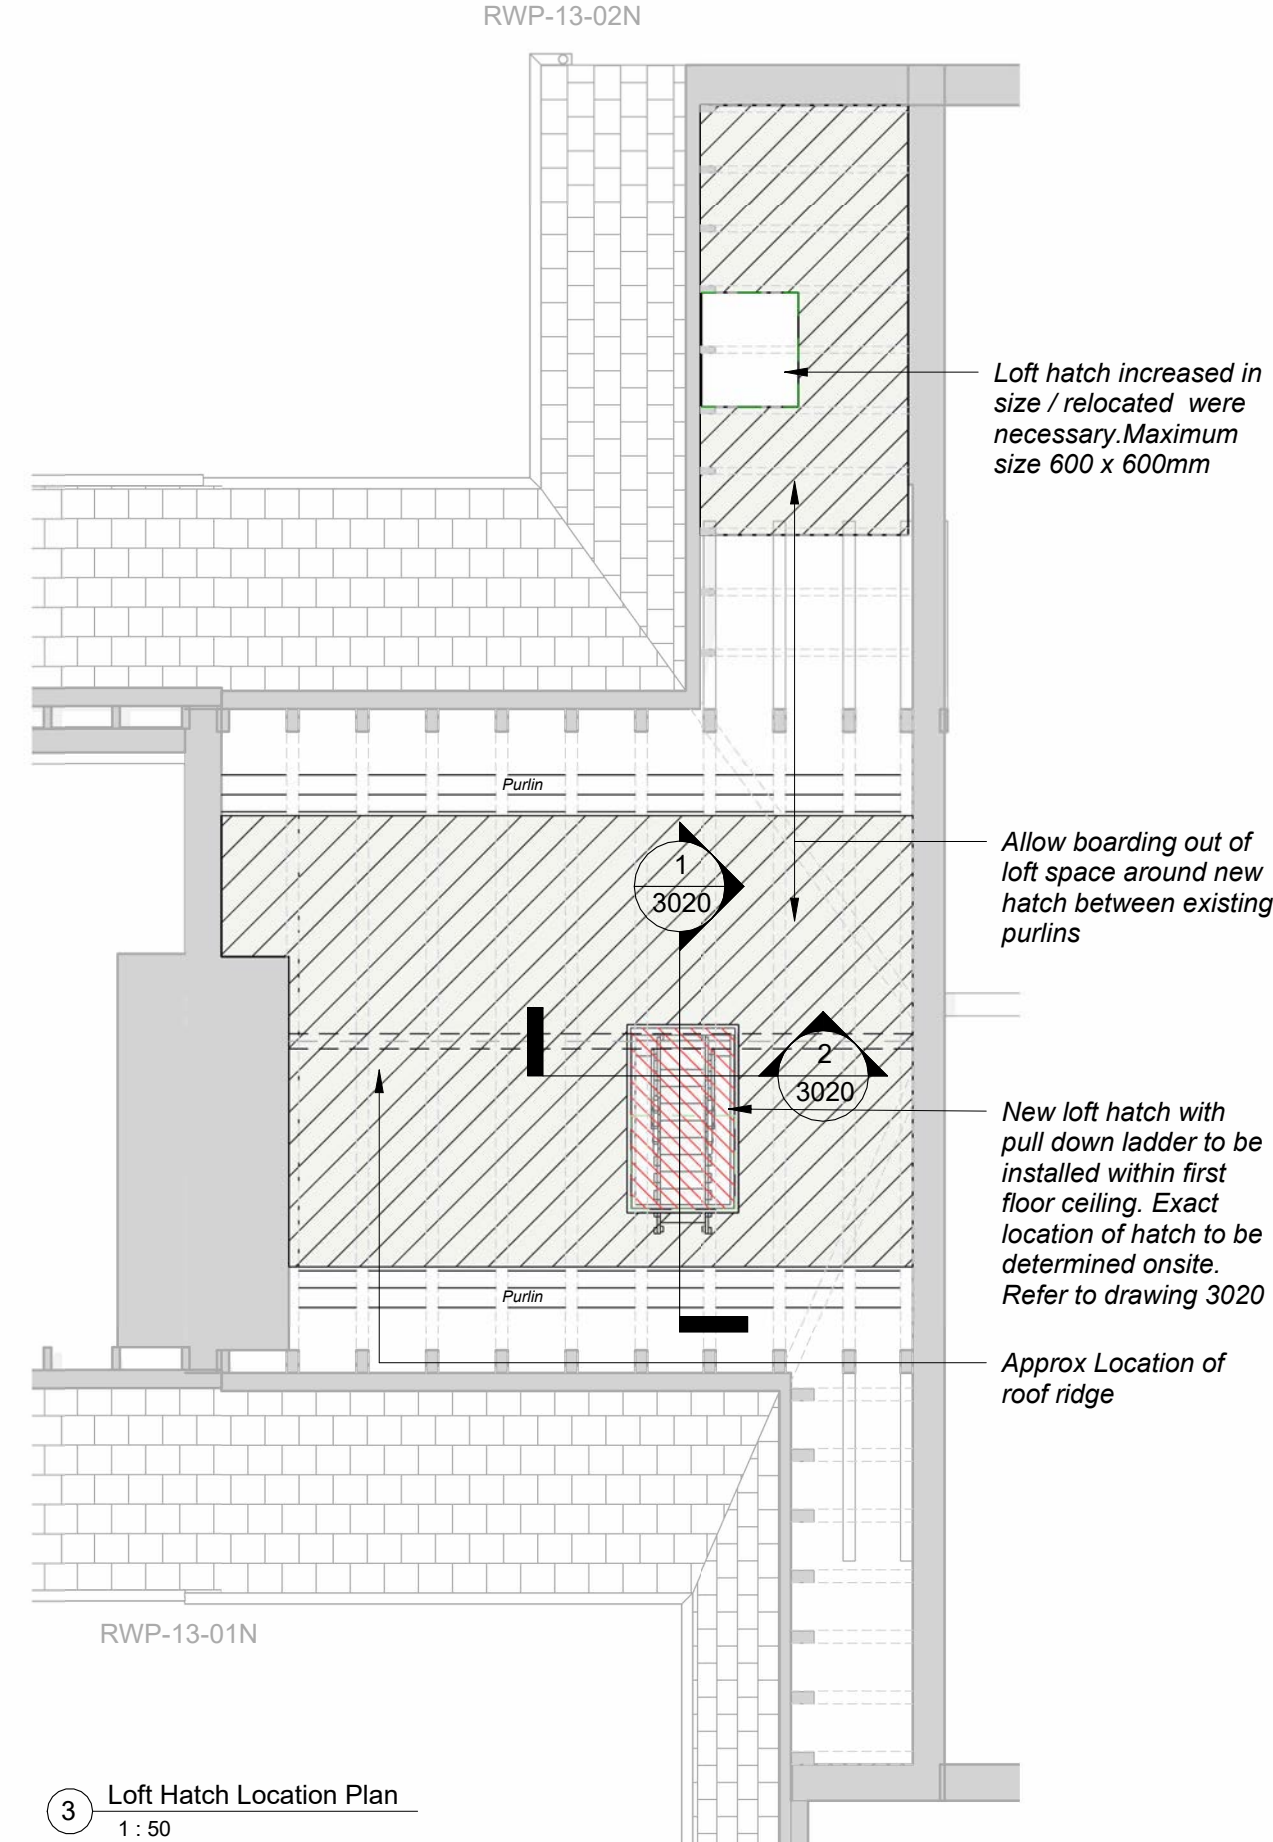 RWP-13-02N
Loft hatch increased in
size / relocated  were
necessary.Maximum
size 600 x 600mm
Purlin
1
3020
Allow boarding out of
loft space around new
hatch between existing
purlins
2
3020
New loft hatch with
pull down ladder to be
installed within first
floor ceiling. Exact
location of hatch to be
determined onsite.
Refer to drawing 3020
Purlin
Approx Location of
roof ridge
RWP-13-01N
3
Loft Hatch Location Plan
1 : 50